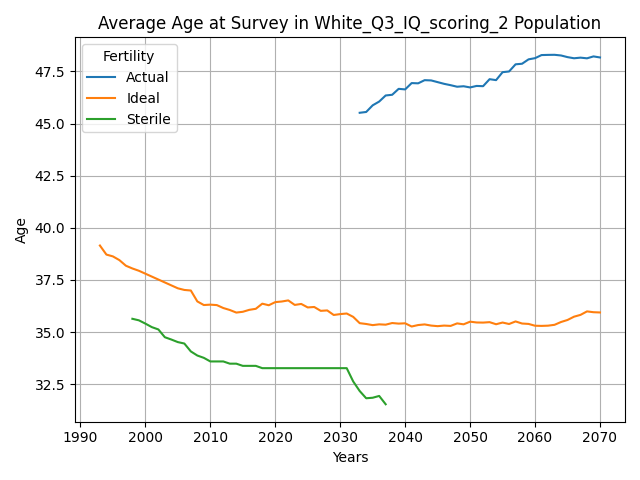 Average Age at Survey in White_Q3_IQ_scoring_2 Population
Fertility
Actual
Ideal
Sterile
Age
47.5
45.0
42.5
40.0
37.5
35.0
32.5
1990 2000 2010 2020 2030 2040 2050 2060 2070
Years